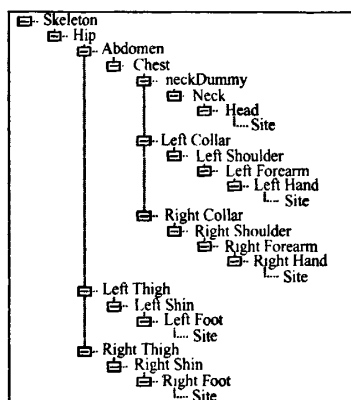 Skeleton
Hip
Abdomen
Chest
neckDummy
Neck
Head
Site
Left Collar
Left Shoulder
Left Forearm
Left Hand
Site
Right Collar
Right Shoulder
Right Forearm
Right Hand
Site
Left Thigh
Left Shin
Left Foot
Site
Right Thigh
Right Shin
Right Foot
Site